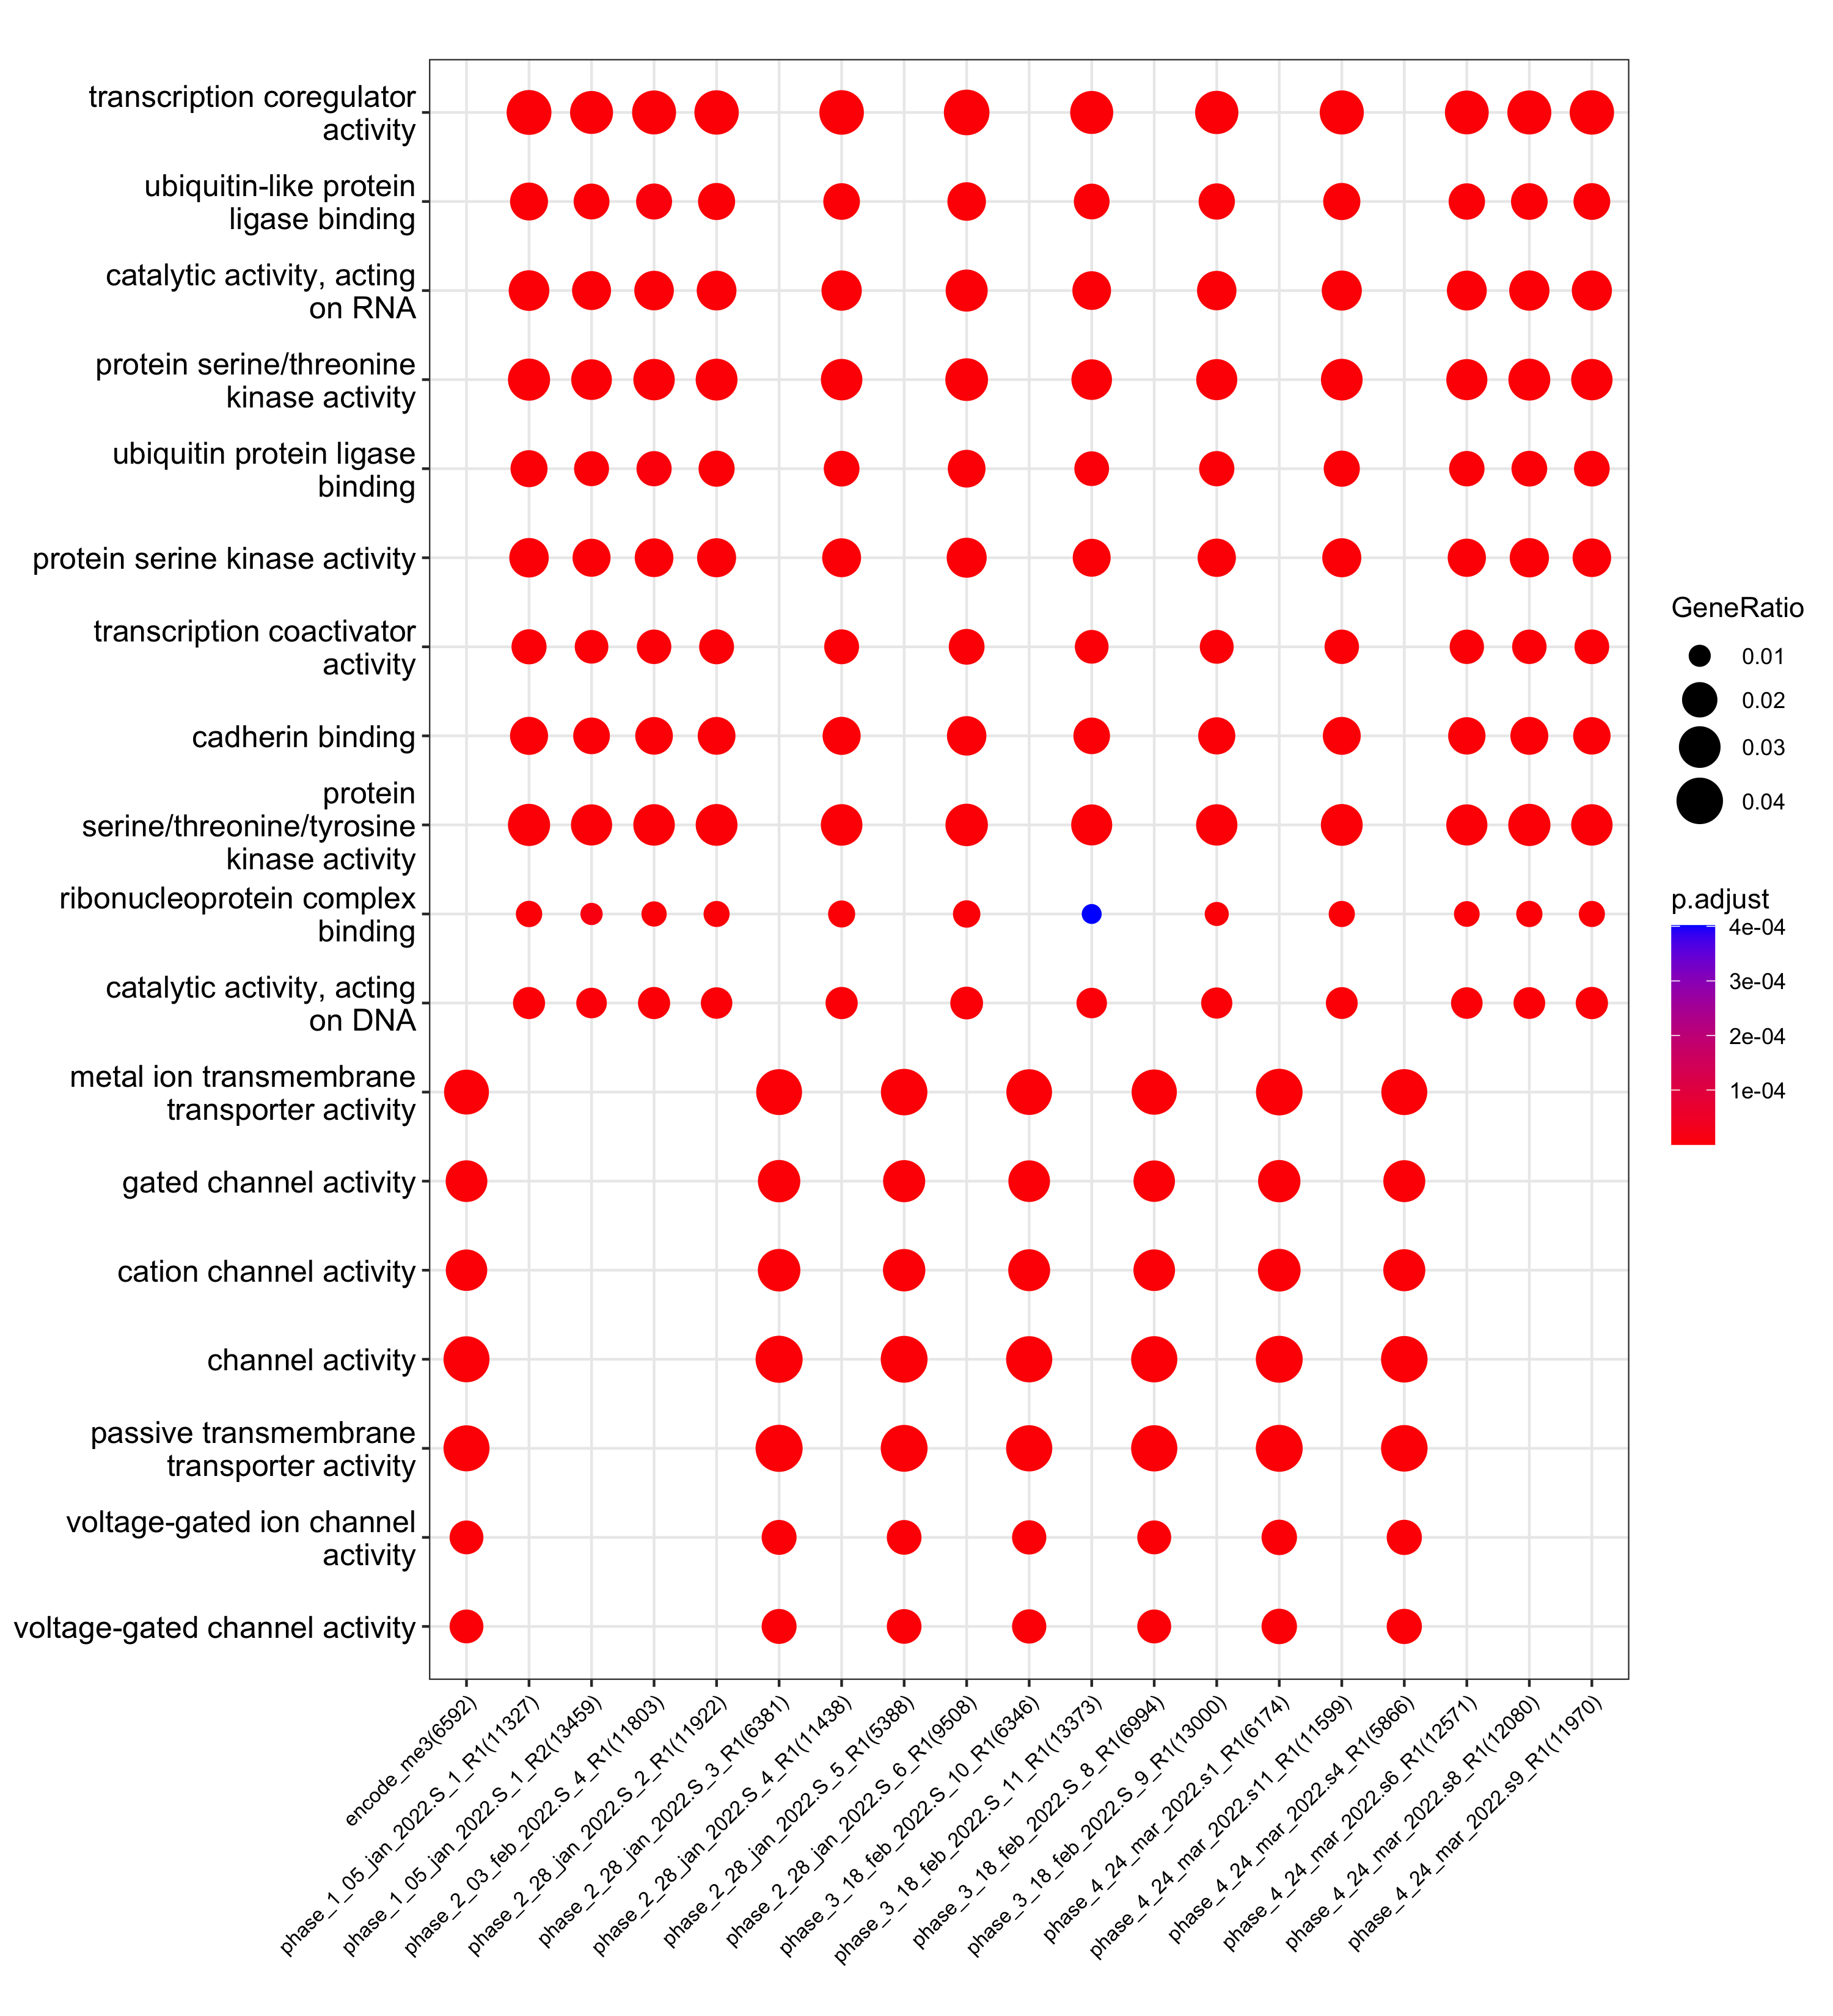 transcription coregulator
activity
ubiquitin-like protein
ligase binding
catalytic activity, acting
on RNA
protein serine/threonine
kinase activity
ubiquitin protein ligase
binding
protein serine kinase activity
transcription coactivator
activity
cadherin binding
protein
serine/threonine/tyrosine
kinase activity
ribonucleoprotein complex
binding
catalytic activity, acting
on DNA
metal ion transmembrane
transporter activity
gated channel activity
cation channel activity
channel activity
passive transmembrane
transporter activity
voltage-gated ion channel
activity
voltage-gated channel activity
encode_me3(6592)
phase_1_05_jan_2022.S_1_R1(11327)
phase_1_05_jan_2022.S_1_R2(13459)
phase_2_03_feb_2022.S_4_R1(11803)
phase_2_28_jan_2022.S_2_R1(11922)
phase_2_28_jan_2022.S_3_R1(6381)
phase_2_28_jan_2022.S_4_R1(11438)
phase_2_28_jan_2022.S_5_R1(5388)
phase_2_28_jan_2022.S_6_R1(9508)
phase_3_18_feb_2022.S_10_R1(6346)
phase_3_18_feb_2022.S_11_R1(13373)
phase_3_18_feb_2022.S_8_R1(6994)
phase_3_18_feb_2022.S_9_R1(13000)
phase_4_24_mar_2022.s1_R1(6174)
phase_4_24_mar_2022.s11_R1(11599)
phase_4_24_mar_2022.s4_R1(5866)
phase_4_24_mar_2022.s6_R1(12571)
phase_4_24_mar_2022.s8_R1(12080)
phase_4_24_mar_2022.s9_R1(11970)
GeneRatio
0.01
0.02
0.03
0.04
p.adjust
4e-04
3e-04
2e-04
1e-04